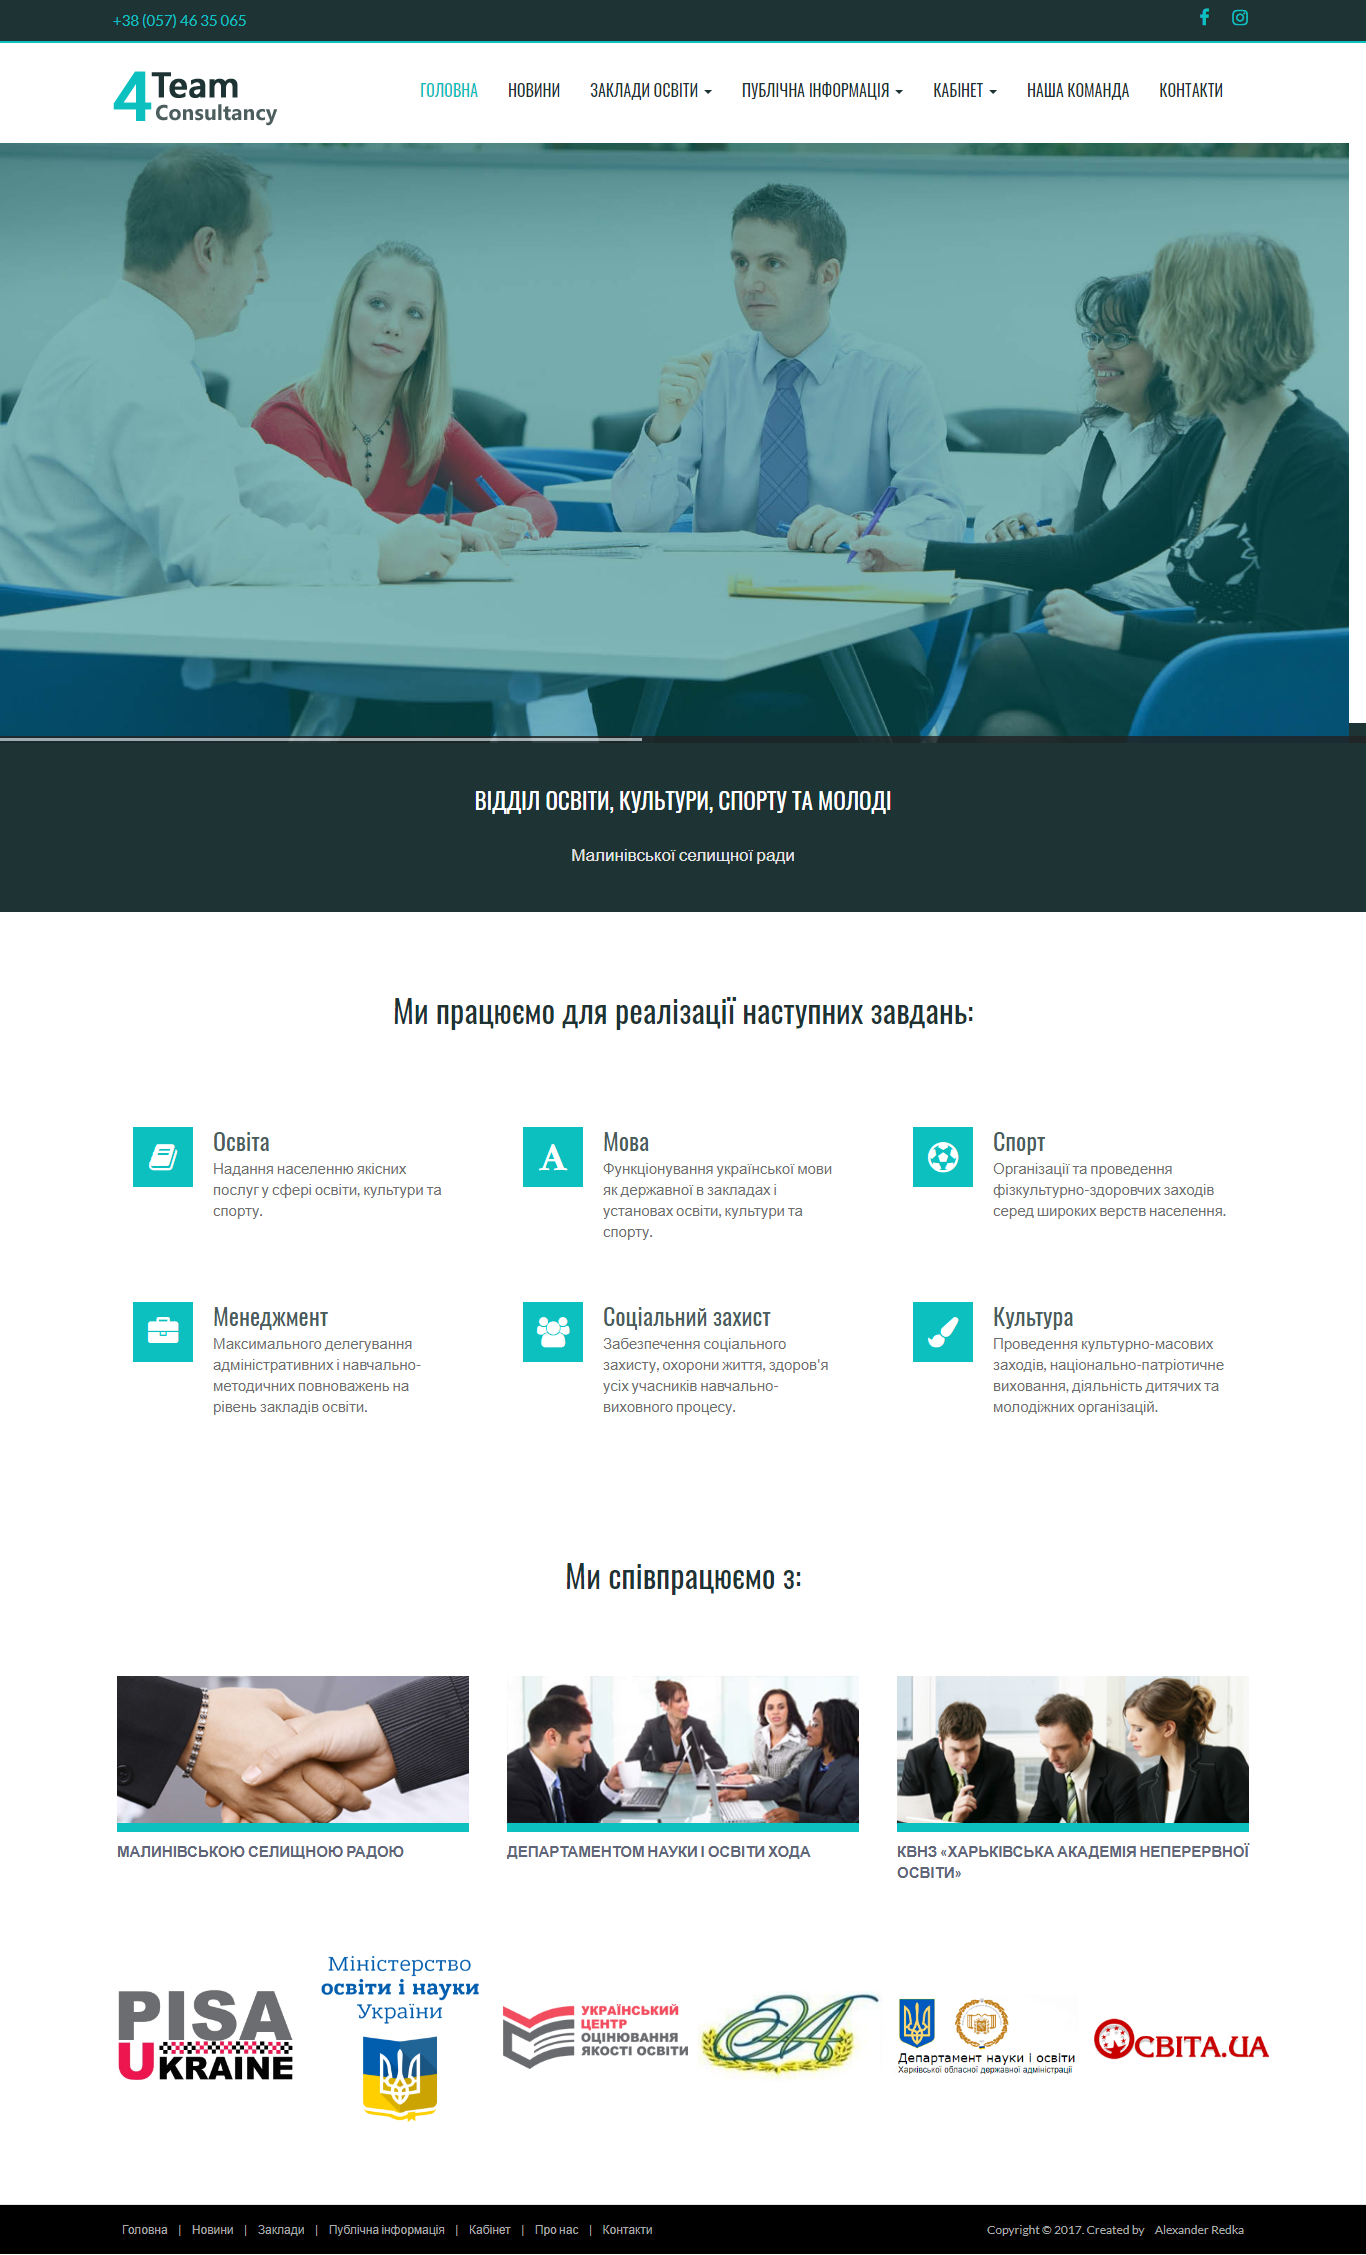 +38 (057) 46 35 065
4Team
Consultancy
ГОЛОВНА НОВИНИ ЗАКЛАДИ ОСВІТИ ПУБЛІЧНА ІНФОРМАЦІЯ КАБІНЕТ НАША КОМАНДА КОНТАКТИ
ВІДДІЛ ОСВІТИ, КУЛЬТУРИ, СПОРТУ ТА МОЛОДІ
Малинівської селищної ради
Ми працюємо для реалізації наступних завдань:
Освіта
Надання населенню якісних
послуг у сфері освіти, культури та
спорту.
Мова
Функціонування української мови
як державної в закладах і
установах освіти, культури та
спорту.
Спорт
Організації та проведення
фізкультурно-здоровчих заходів
серед широких верств населення.
Менеджмент
Максимального делегування
адміністративних і навчально-
методичних повноважень на
рівень закладів освіти.
Соціальний захист
Забезпечення соціального
захисту, охорони життя, здоров'я
усіх учасників навчально-
виховного процесу.
Культура
Проведення культурно-масових
заходів, національно-патріотичне
виховання, діяльність дитячих та
молодіжних організацій.
Ми співпрацюємо з:
МАЛИНІВСЬКОЮ СЕЛИЩНОЮ РАДОЮ
ДЕПАРТАМЕНТОМ НАУКИ І ОСВІТИ ХОДА
КВНЗ «ХАРЬКІВСЬКА АКАДЕМІЯ НЕПЕРЕРВНОЇ
ОСВІТИ»
PISA
UKRAINE
Міністерство
освіти і науки
України
УКРАЇНСЬКИЙ
ЦЕНТР
ОЦІНЮВАННЯ
ЯКОСТІ ОСВІТИ
Департамент науки і освіти
Харківської обласної державної адміністрації
ОСВІТА.UA
Головна | Новини | Заклади | Публічна інформація | Кабінет | Про нас | Контакти
Copyright © 2017. Created by Alexander Redka